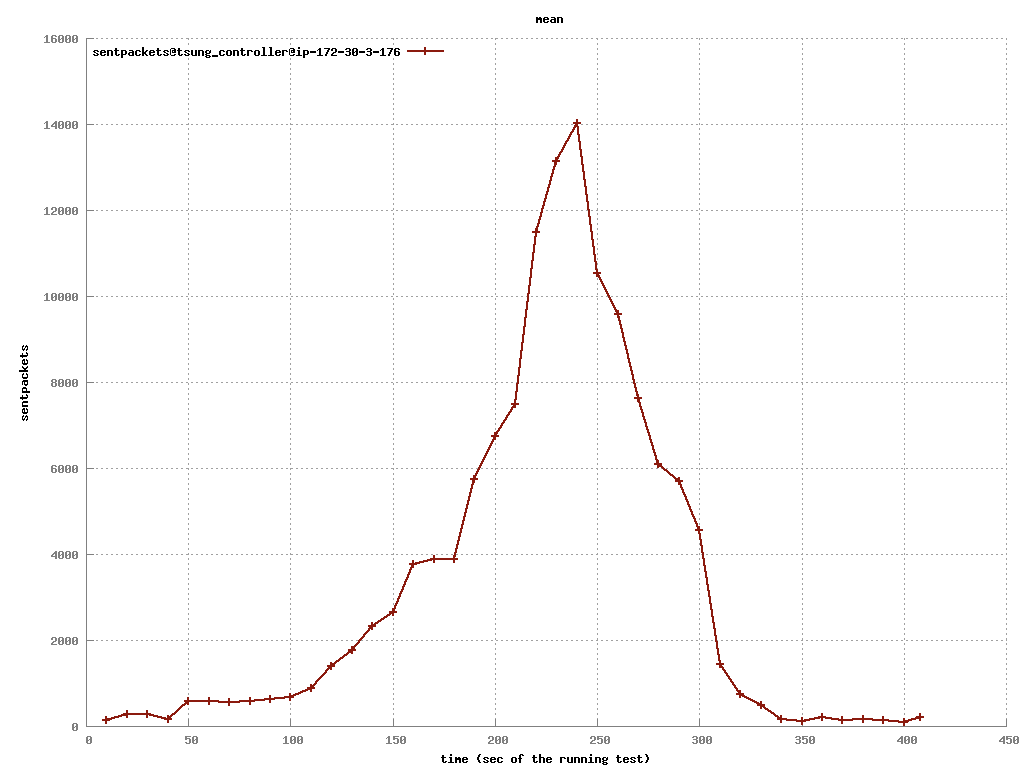 mean
16000
sentpackets@tsung_controller@ip-172-30-3-176
14000
12000
10000
sentpackets
8000
6000
4000
2000
0
0 50 100 150 200 250 300 350 400 450
time (sec of the running test)